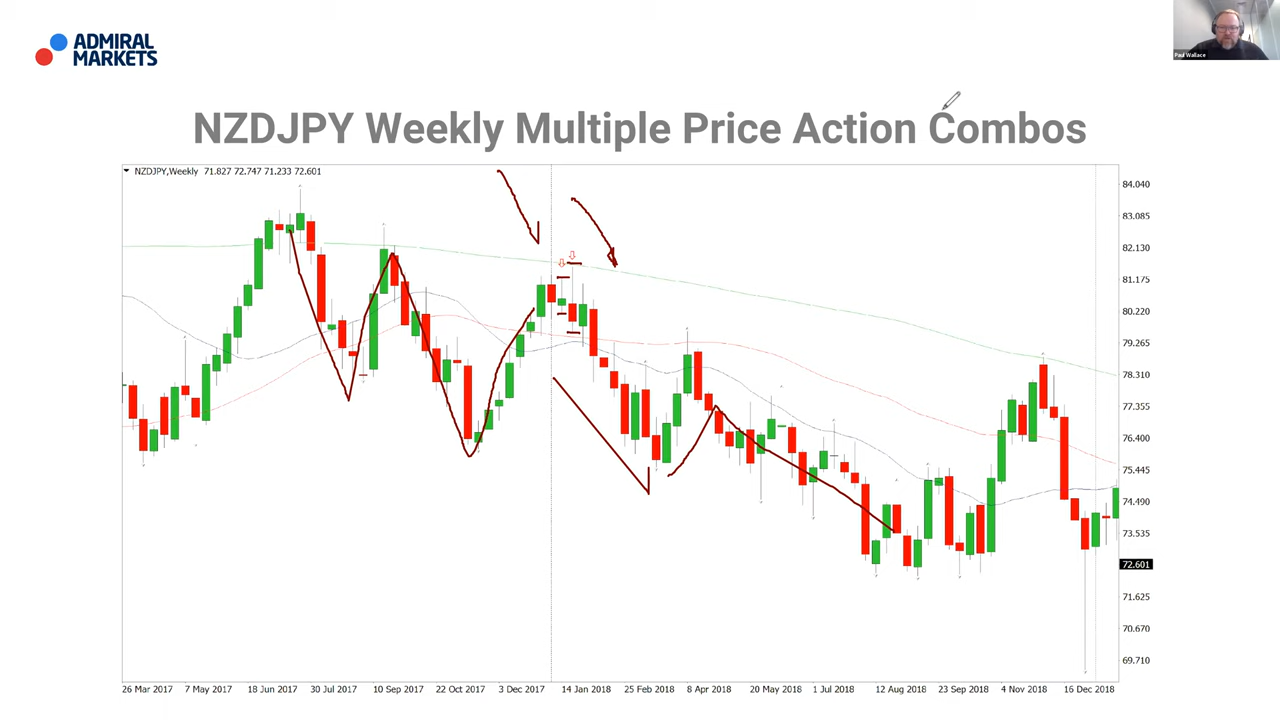 ADMIRAL
MARKETS
Paul Wallace
NZDJPY Weekly Multiple Price Action Combos
NZDJPY,Weekly 71.827 72.747 71.233 72.601
84.040
83.085
82.130
81.175
80.220
79.265
78.310
77.355
76.400
75.445
74.490
73.535
72.601
71.625
70.670
69.710
26 Mar 2017 7 May 2017 18 Jun 2017 30 Jul 2017 10 Sep 2017 22 Oct 2017 3 Dec 2017 14 Jan 2018 25 Feb 2018 8 Apr 2018 20 May 2018 1 Jul 2018 12 Aug 2018 23 Sep 2018 4 Nov 2018 16 Dec 2018